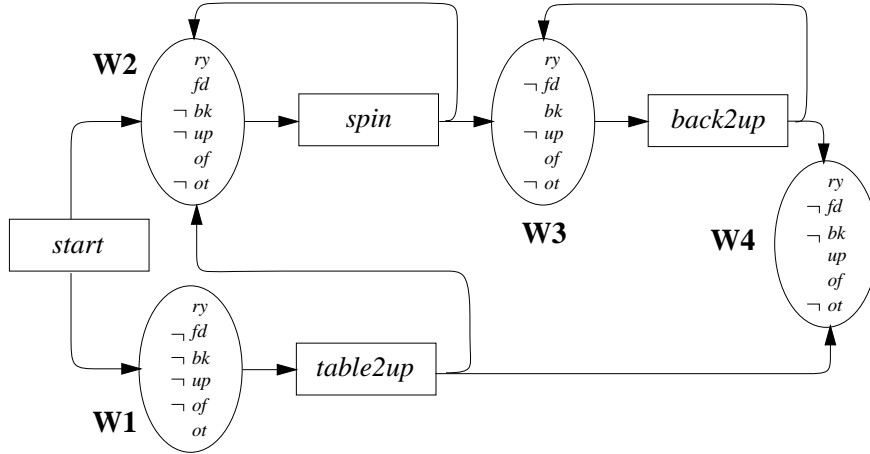 W2
ry
fd
¬ bk
¬ up
of
¬ ot
spin
ry
¬ fd
bk
¬ up
of
¬ ot
W3
back2up
ry
¬ fd
¬ bk
up
of
¬ ot
W4
start
ry
¬ fd
¬ bk
¬ up
¬ of
ot
W1
table2up